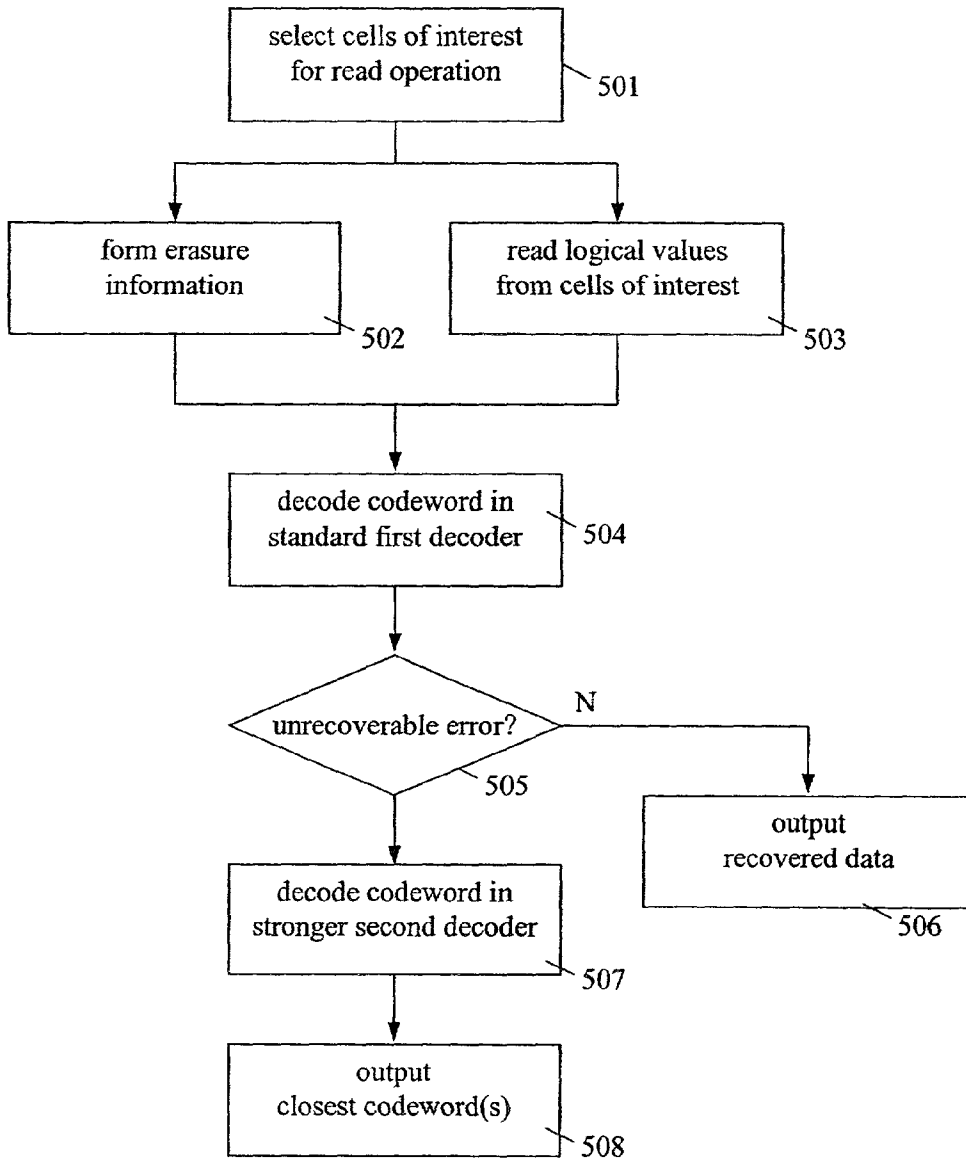 select cells of interest
for read operation
501
form erasure
information
502
read logical values
from cells of interest
503
decode codeword in
standard first decoder
504
unrecoverable error?
N
505
output
recovered data
506
decode codeword in
stronger second decoder
507
output
closest codeword(s)
508